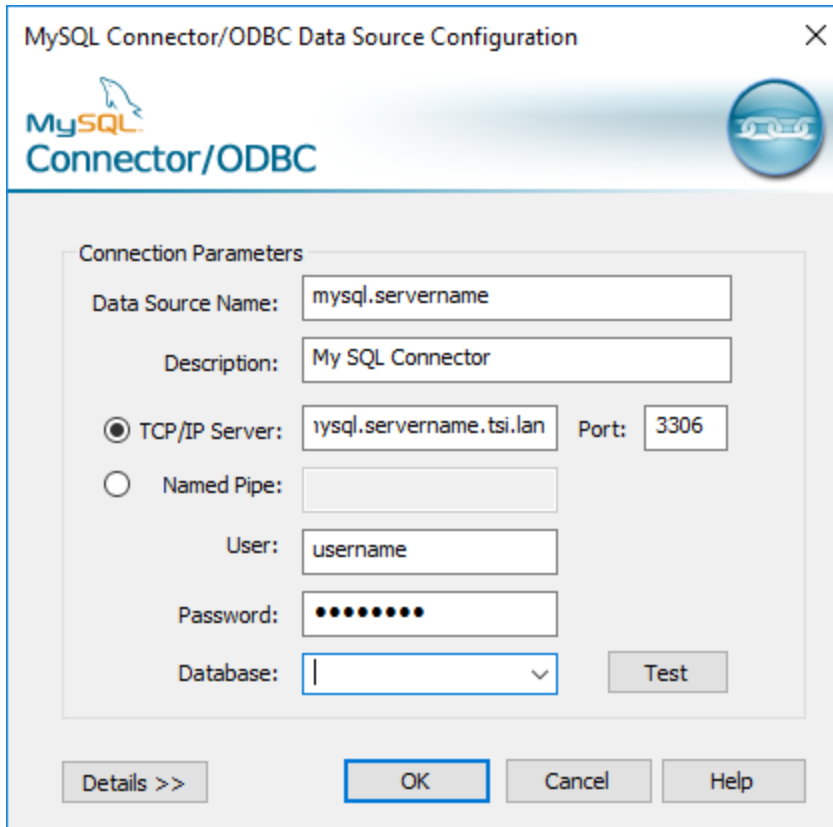 MySQL Connector/ODBC Data Source Configuration
MySQL
Connector/ODBC
Connection Parameters
Data Source Name: mysql.servername
Description: My SQL Connector
TCP/IP Server: mysql.servername.tsi.lan Port: 3306
Named Pipe:
User: username
Password: ••••••••
Database:
Test
Details >> OK Cancel Help